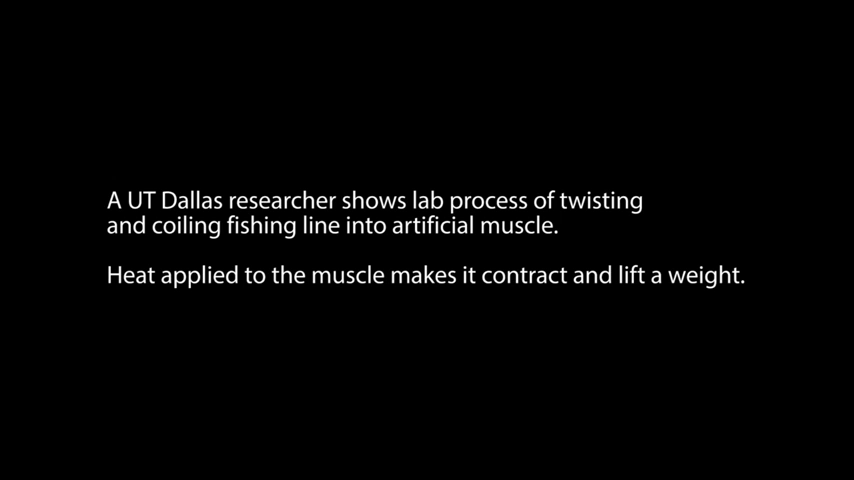 A UT Dallas researcher shows lab process of twisting
and coiling fishing line into artificial muscle.
Heat applied to the muscle makes it contract and lift a weight.